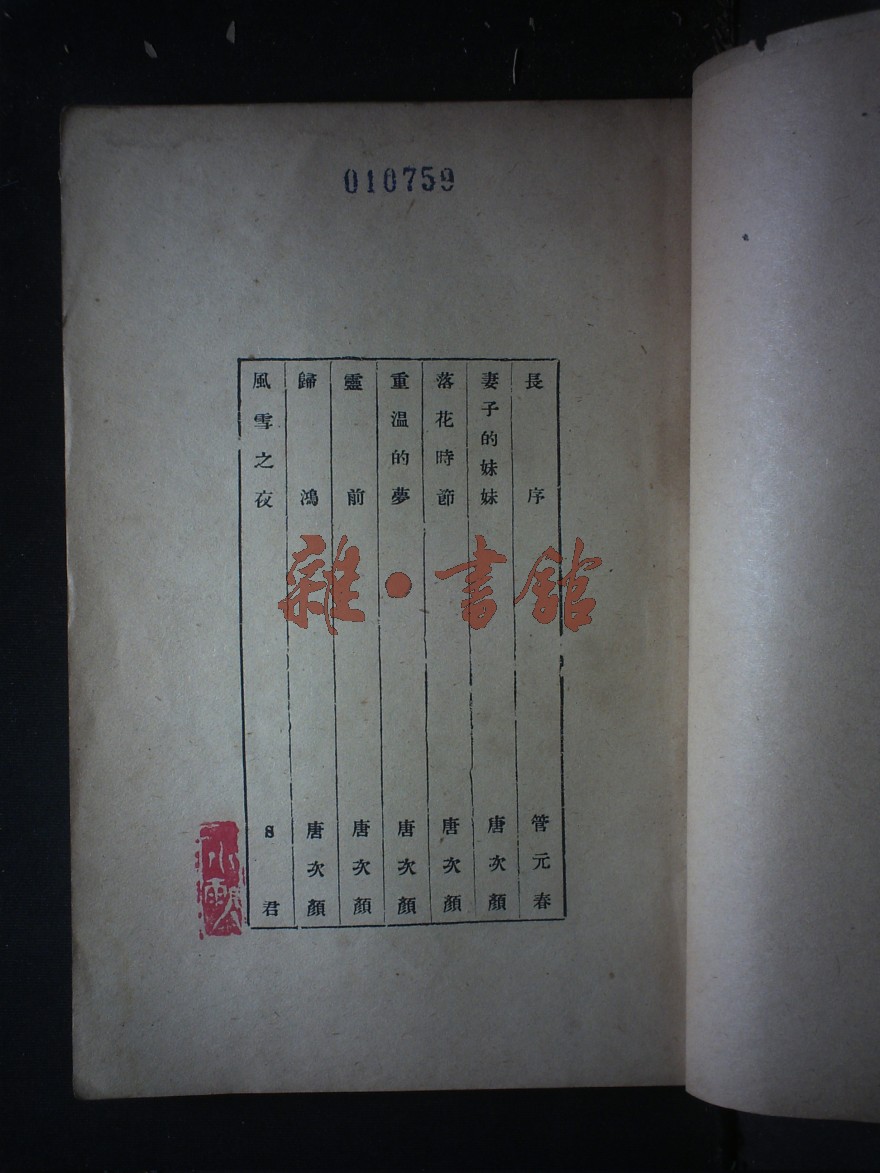 010759
長序 管元春
妻子的妹妹 唐次顏
落花時節 唐次顏
重温的夢 唐次顏
靈前 唐次顏
歸鴻 唐次顏
風雪之夜 8君
雜·書館